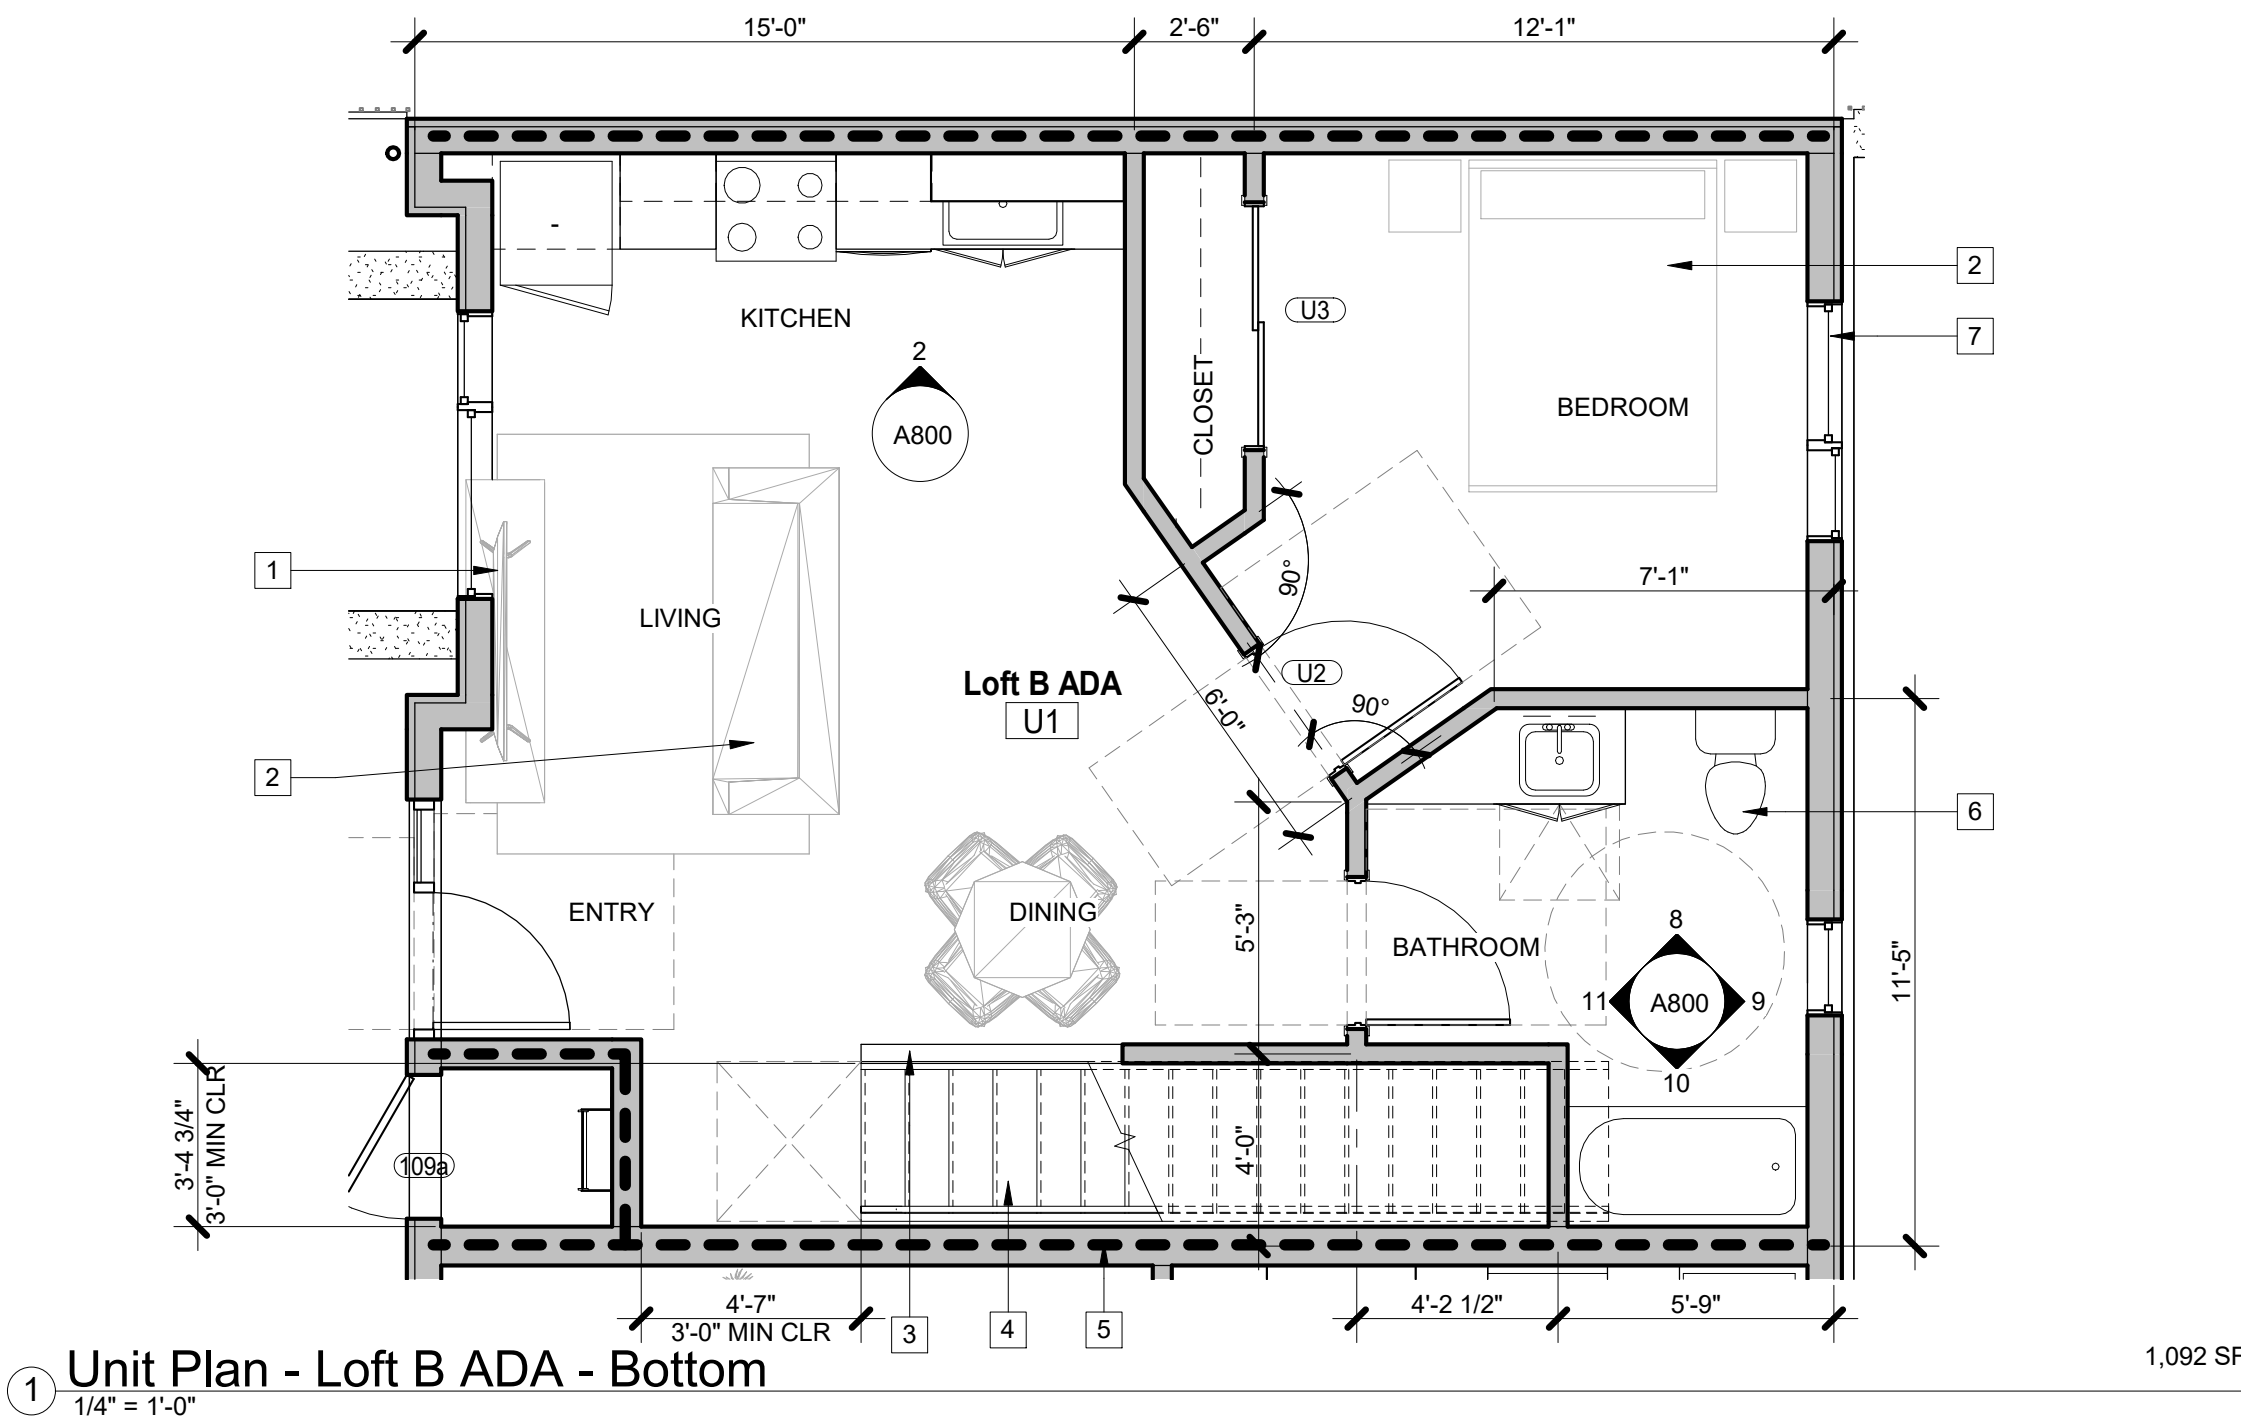 15'-0"
2'-6"
12'-1"
2
7
KITCHEN
U3
2
A800
CLOSET
BEDROOM
1
90°
7'-1"
LIVING
Loft B ADA
U1
U2
6'-0"
90°
2
6
ENTRY
DINING
5'-3"
BATHROOM
8
11
A800
9
10
11'-5"
3'-4 3/4"
3'-0" MIN CLR
109a
4'-0"
4'-7"
3'-0" MIN CLR
3
4
5
4'-2 1/2"
5'-9"
1
Unit Plan - Loft B ADA - Bottom
1/4" = 1'-0"
1,092 SF